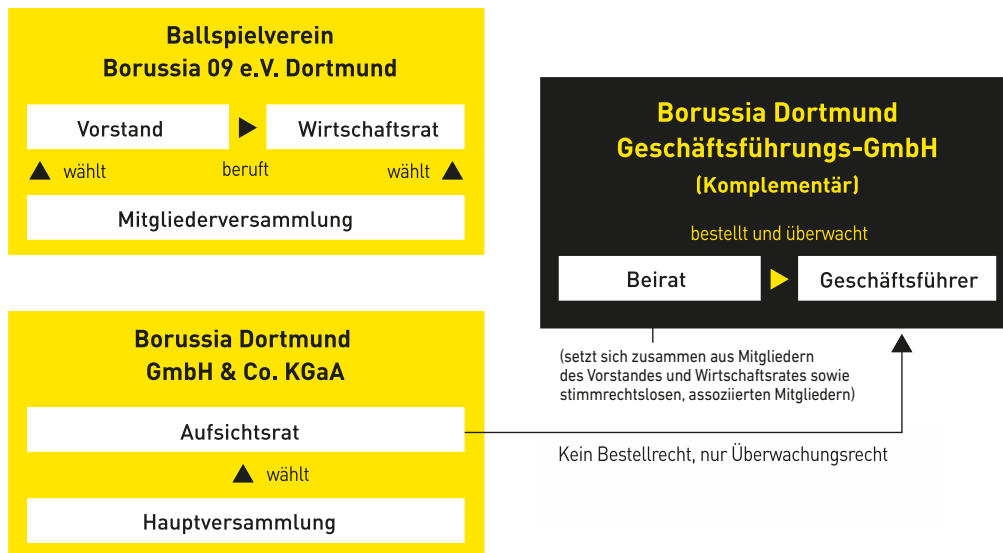 Ballspielverein
Borussia 09 e.V. Dortmund
Vorstand
Wirtschaftsrat
wählt
beruft
wählt
Mitgliederversammlung
Borussia Dortmund
Geschäftsführungs-GmbH
(Komplementär)
bestellt und überwacht
Beirat
Geschäftsführer
(setzt sich zusammen aus Mitgliedern
des Vorstandes und Wirtschaftsrates sowie
stimmrechtslosen, assoziierten Mitgliedern)
Borussia Dortmund
GmbH & Co. KGaA
Aufsichtsrat
Kein Bestellrecht, nur Überwachungsrecht
wählt
Hauptversammlung